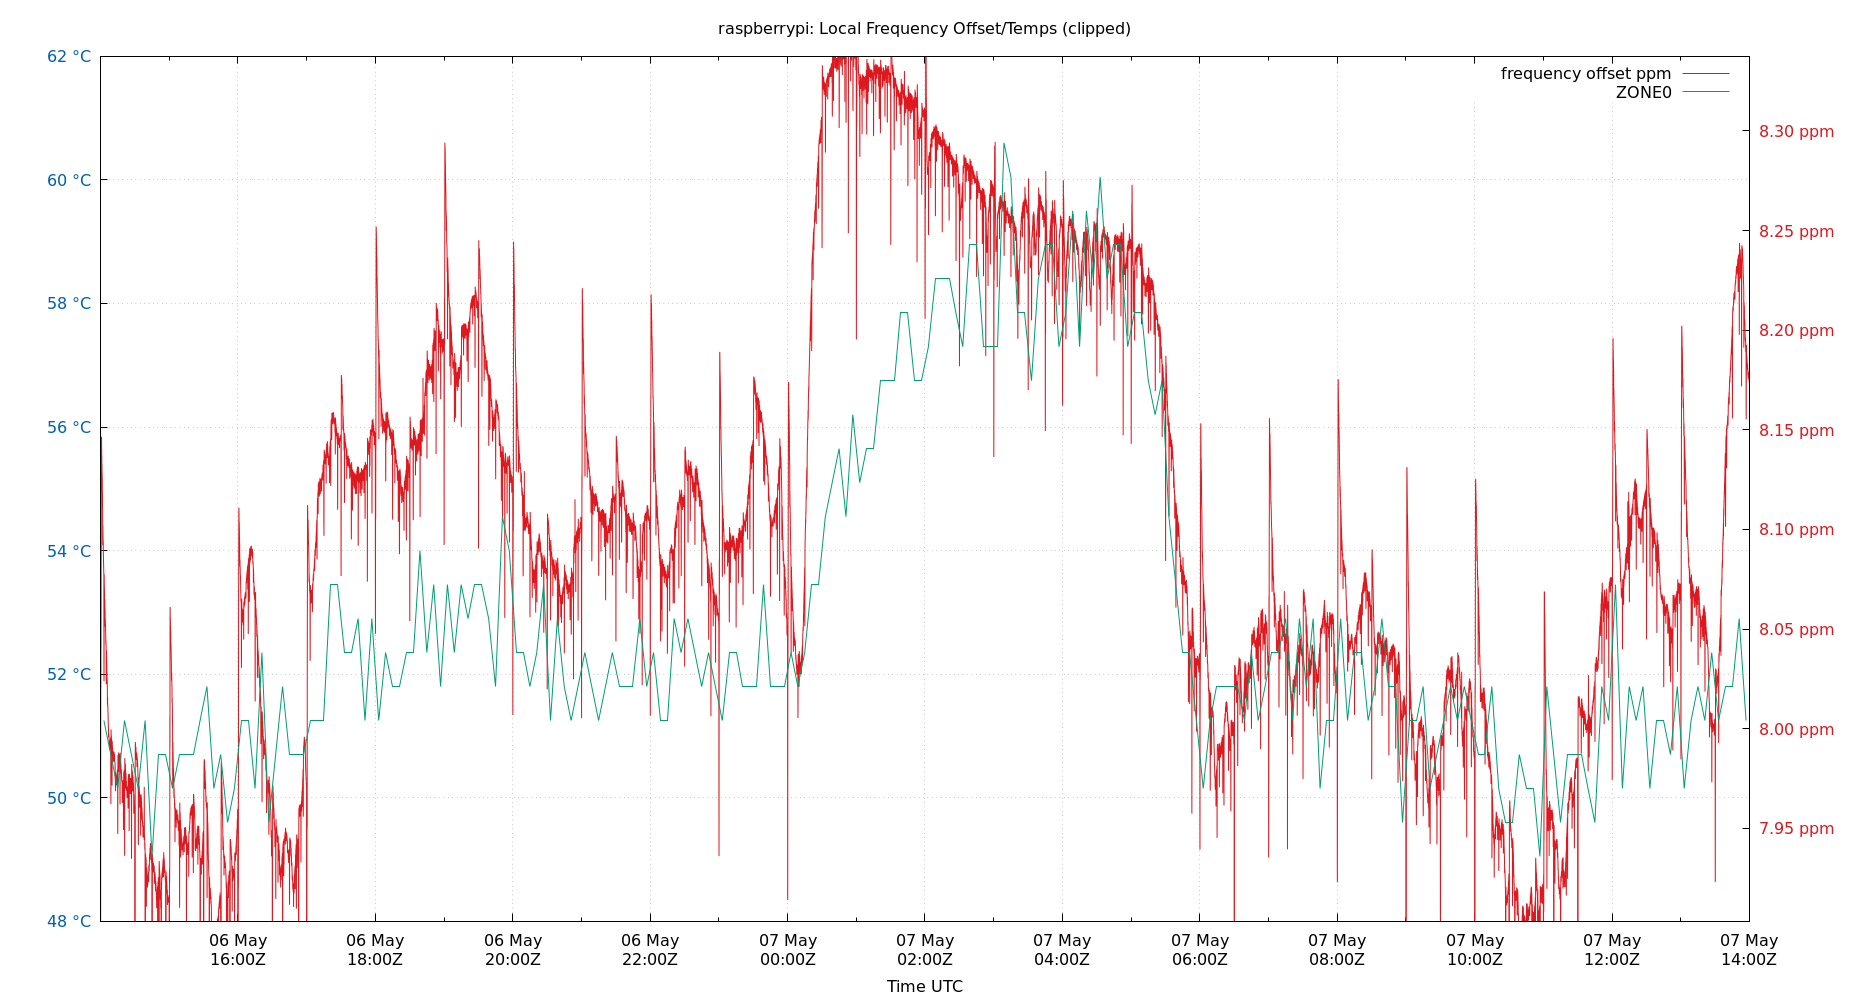 raspberrypi: Local Frequency Offset/Temps (clipped)
62 °C
60 °C
58 °C
56 °C
54 °C
52 °C
50 °C
48 °C
frequency offset ppm
ZONE0
8.30 ppm
8.25 ppm
8.20 ppm
8.15 ppm
8.10 ppm
8.05 ppm
8.00 ppm
7.95 ppm
06 May
16:00Z
06 May
18:00Z
06 May
20:00Z
06 May
22:00Z
07 May
00:00Z
07 May
02:00Z
07 May
04:00Z
07 May
06:00Z
07 May
08:00Z
07 May
10:00Z
07 May
12:00Z
07 May
14:00Z
Time UTC